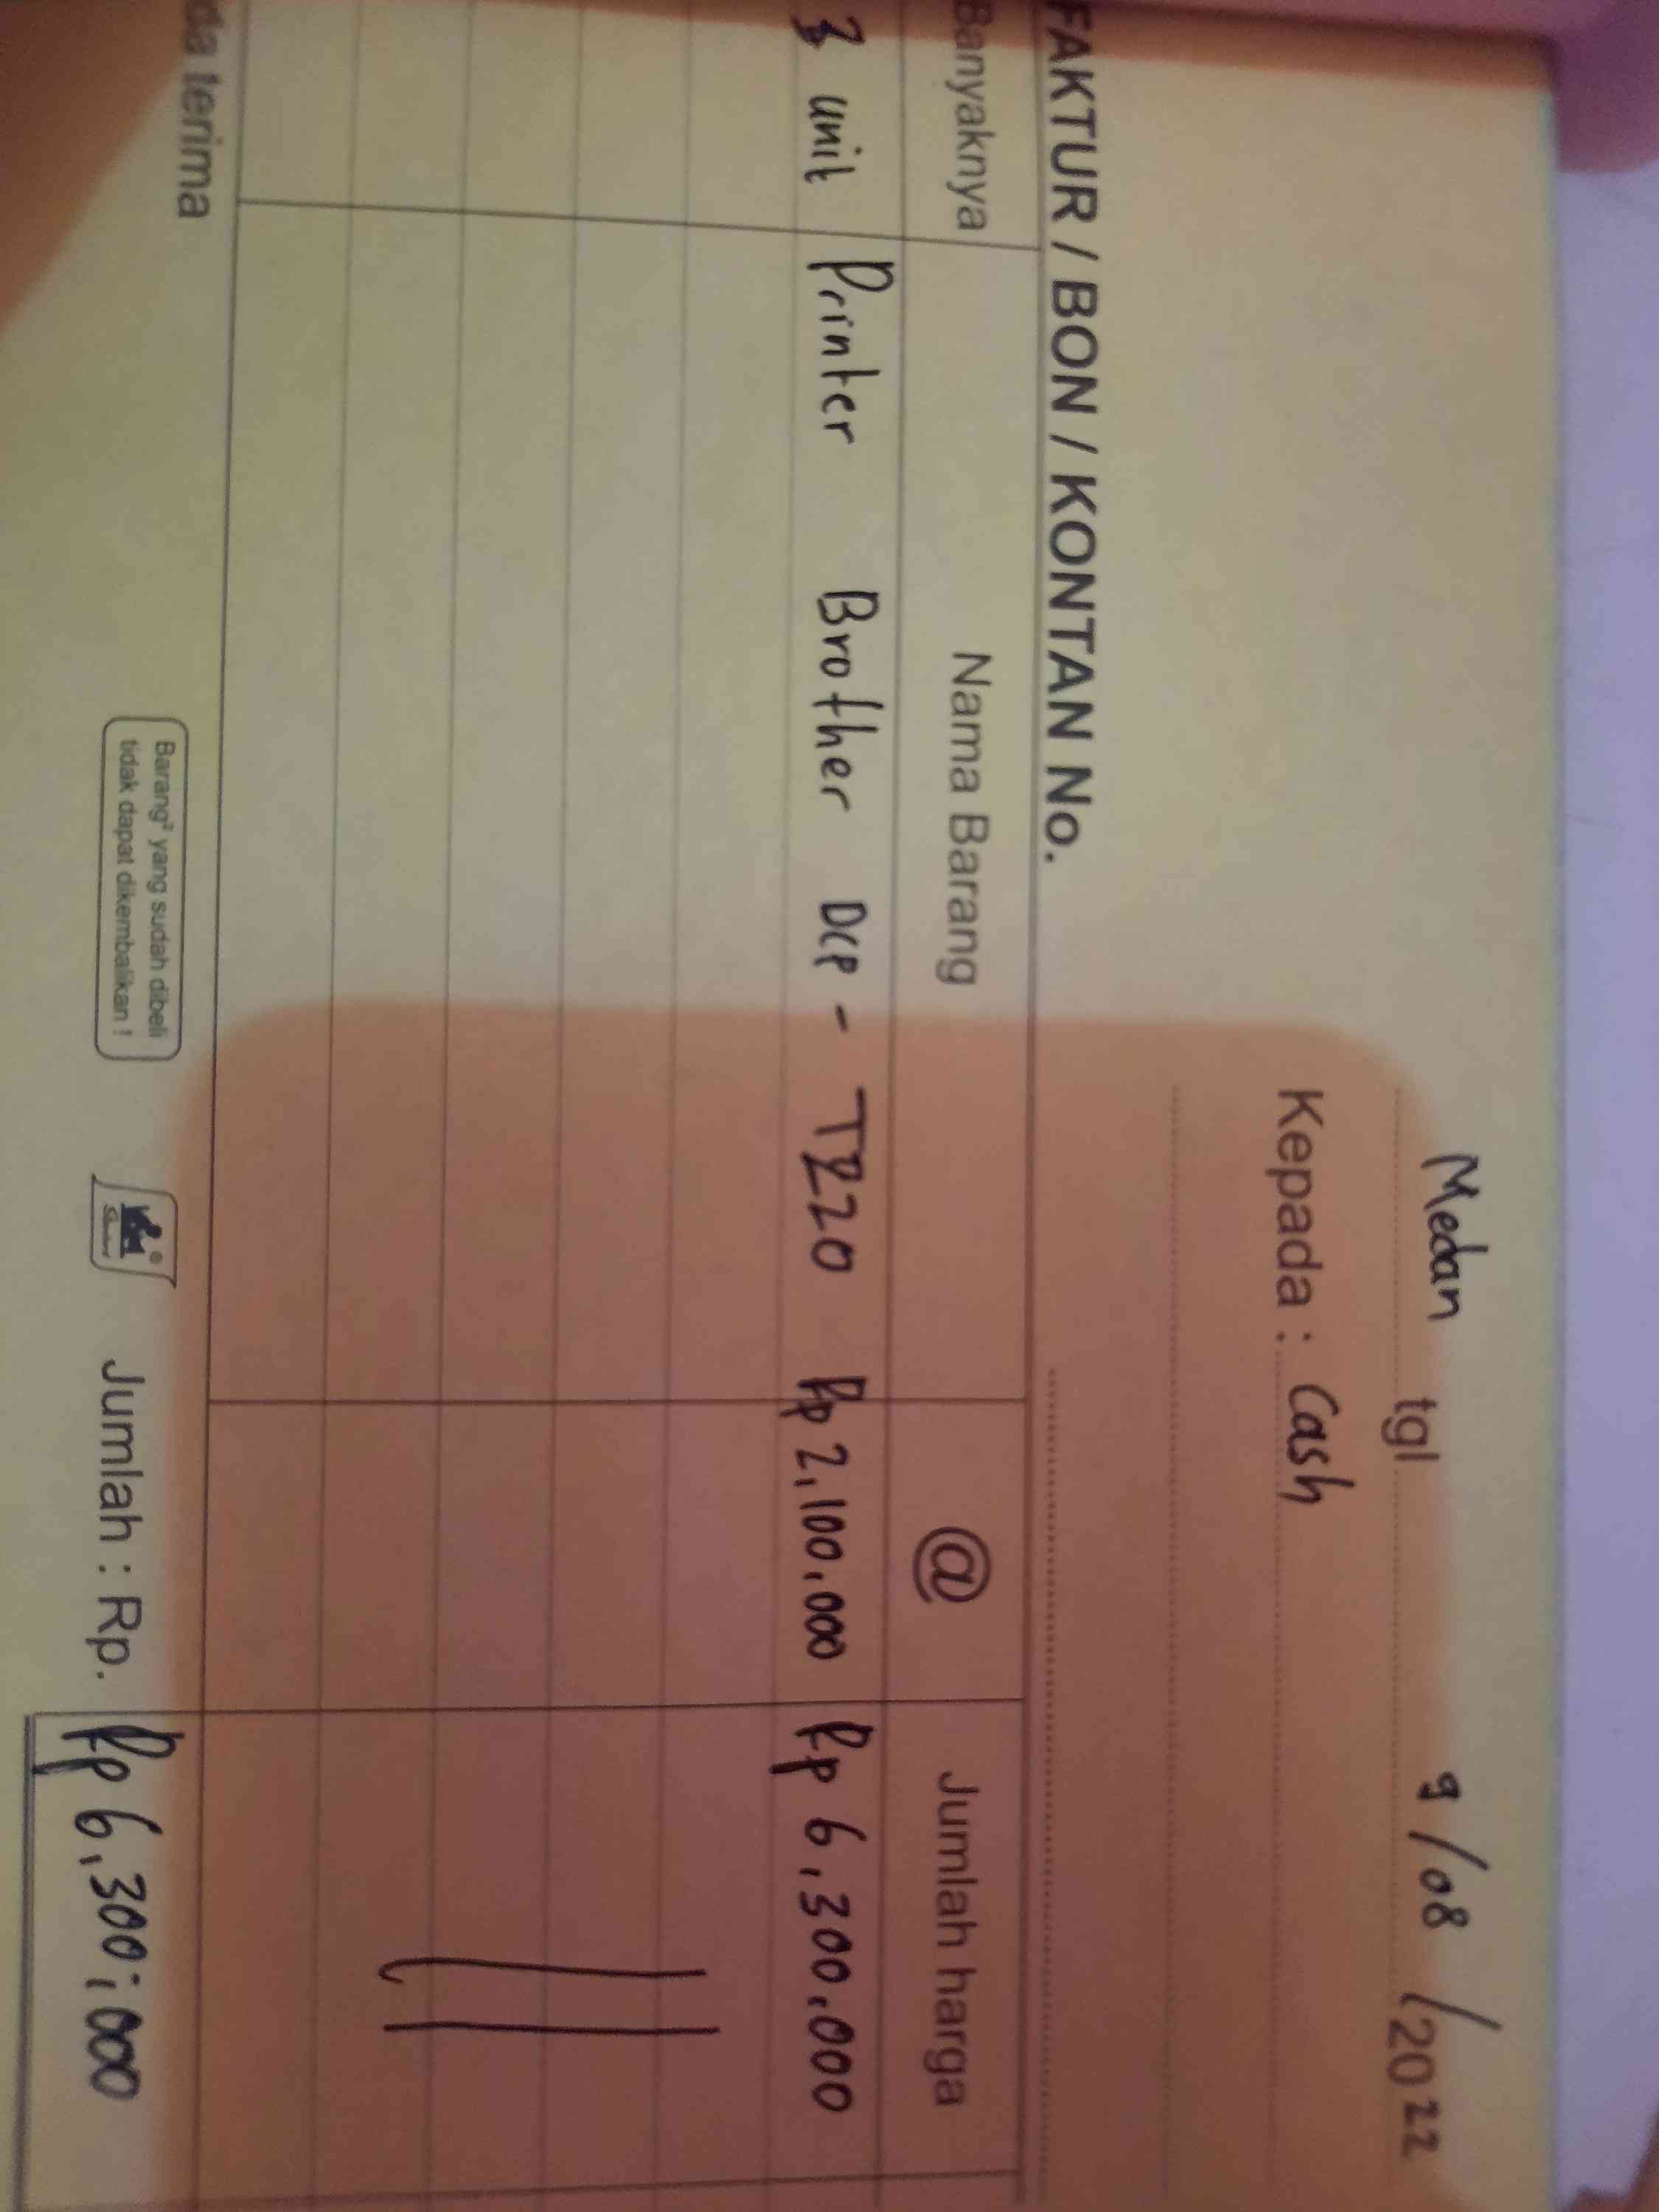 Medan tgl 9/08/2022
Kepada : Cash
FAKTUR / BON / KONTAN No.
Banyaknya Nama Barang @ Jumlah harga
3 unit Printer Brother DCP - T220 Rp 2,100.000 Rp 6,300.000
da terima
Barang² yang sudah dibeli
tidak dapat dikembalikan !
Jumlah : Rp. Rp 6,300.000